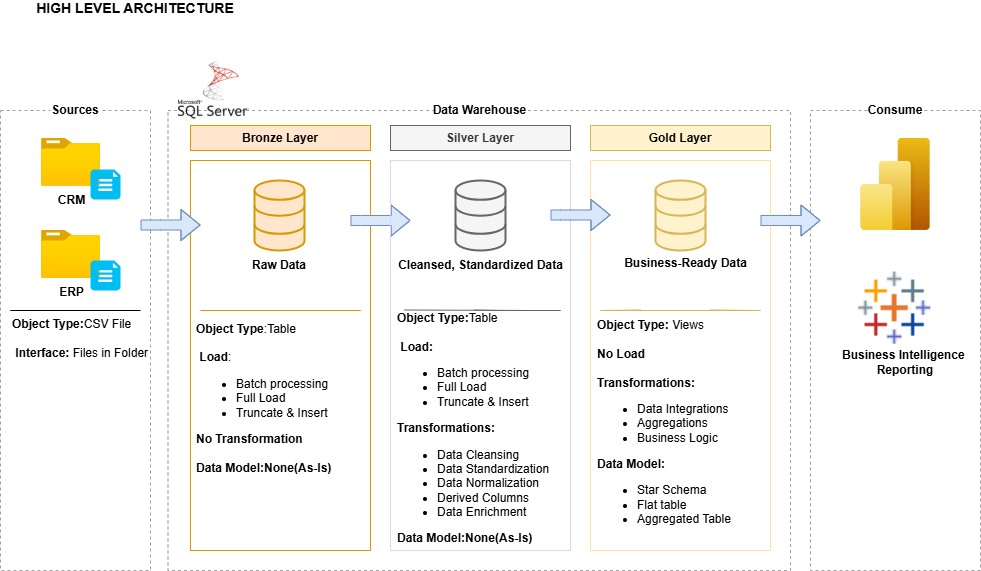 HIGH LEVEL ARCHITECTURE
Microsoft
SQL Server
Sources
Data Warehouse
Consume
Bronze Layer
Silver Layer
Gold Layer
CRM
ERP
Object Type:CSV File
Interface: Files in Folder
Raw Data
Object Type:Table
Load:
Batch processing
Full Load
Truncate & Insert
No Transformation
Data Model:None(As-Is)
Cleansed, Standardized Data
Object Type:Table
Load:
Batch processing
Full Load
Truncate & Insert
Transformations:
Data Cleansing
Data Standardization
Data Normalization
Derived Columns
Data Enrichment
Data Model:None(As-Is)
Business-Ready Data
Object Type: Views
No Load
Transformations:
Data Integrations
Aggregations
Business Logic
Data Model:
Star Schema
Flat table
Aggregated Table
Business Intelligence
Reporting